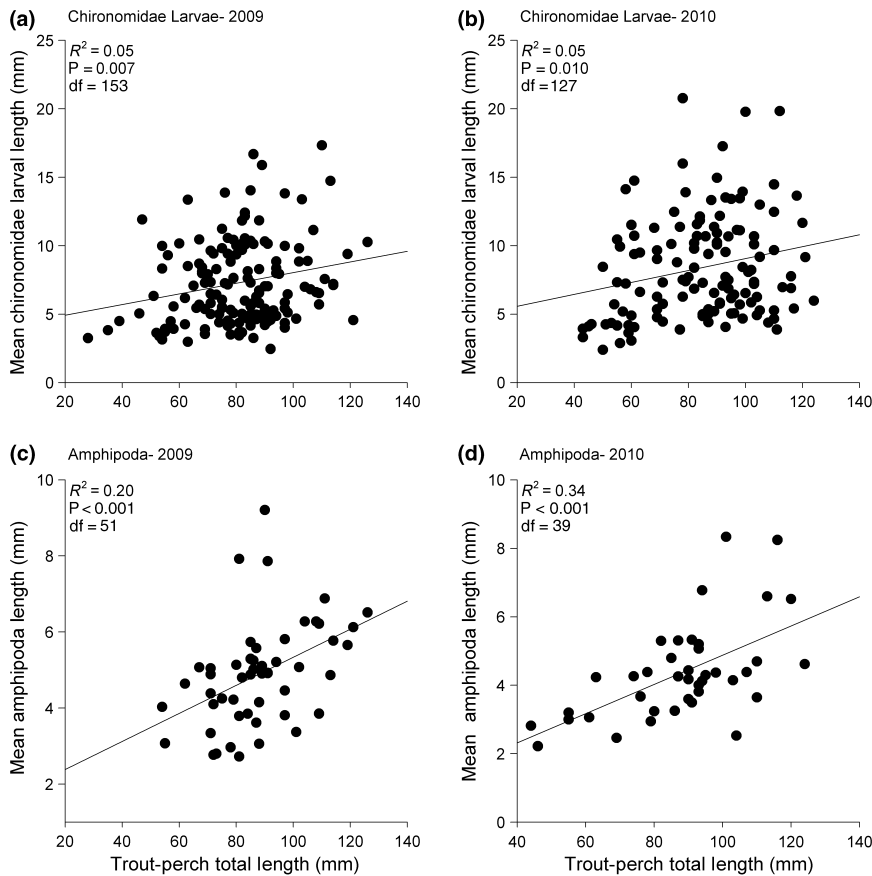 (a) Chironomidae Larvae- 2009
R² = 0.05
P = 0.007
df = 153
Mean chironomidae larval length (mm)
25
20
15
10
5
0
20 40 60 80 100 120 140
(b) Chironomidae Larvae- 2010
R² = 0.05
P = 0.010
df =127
Mean chironomidae larval length (mm)
25
20
15
10
5
0
20 40 60 80 100 120 140
(c) Amphipoda- 2009
R² = 0.20
P < 0.001
df = 51
Mean amphipoda length (mm)
10
8
6
4
2
20 40 60 80 100 120 140
Trout-perch total length (mm)
(d) Amphipoda- 2010
R² = 0.34
P < 0.001
df = 39
Mean amphipoda length (mm)
10
8
6
4
2
0
40 60 80 100 120 140
Trout-perch total length (mm)